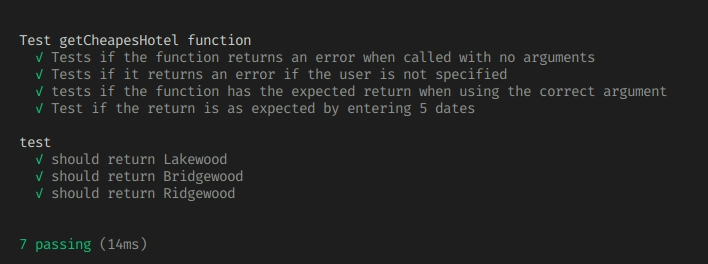 Test getCheapesHotel function
√ Tests if the function returns an error when called with no arguments
√ Tests if it returns an error if the user is not specified
√ tests if the function has the expected return when using the correct argument
√ Test if the return is as expected by entering 5 dates
test
√ should return Lakewood
√ should return Bridgewood
√ should return Ridgewood
7 passing (14ms)